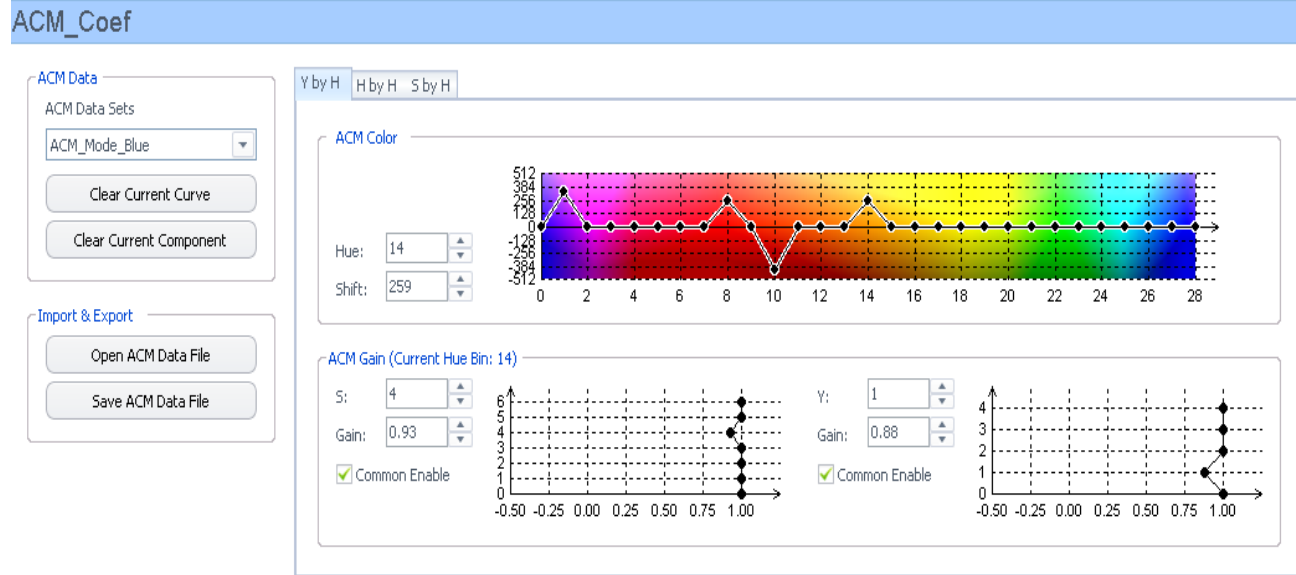 ACM_Coef
ACM Data
ACM Data Sets
ACM_Mode_Blue
Clear Current Curve
Clear Current Component
Import & Export
Open ACM Data File
Save ACM Data File
Y by H H by H S by H
ACM Color
Hue: 14
Shift: 259
512
384
256
128
0
-128
-256
-384
-512
0 2 4 6 8 10 12 14 16 18 20 22 24 26 28
ACM Gain (Current Hue Bin: 14)
S: 4
Gain: 0.93
Common Enable
6
5
4
3
2
1
0
-0.50 -0.25 0.00 0.25 0.50 0.75 1.00
Y: 1
Gain: 0.88
Common Enable
4
3
2
1
0
-0.50 -0.25 0.00 0.25 0.50 0.75 1.00